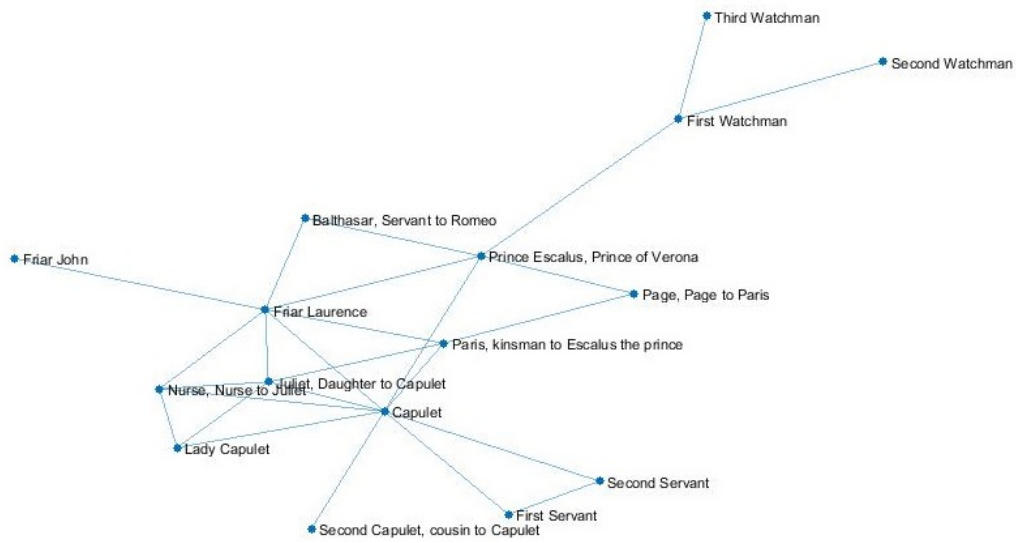 Third Watchman
Second Watchman
First Watchman
Balthasar, Servant to Romeo
Friar John
Prince Escalus, Prince of Verona
Page, Page to Paris
Friar Laurence
Paris, kinsman to Escalus the prince
Juliet, Daughter to Capulet
Nurse, Nurse to Juliet
Capulet
Lady Capulet
Second Servant
First Servant
Second Capulet, cousin to Capulet